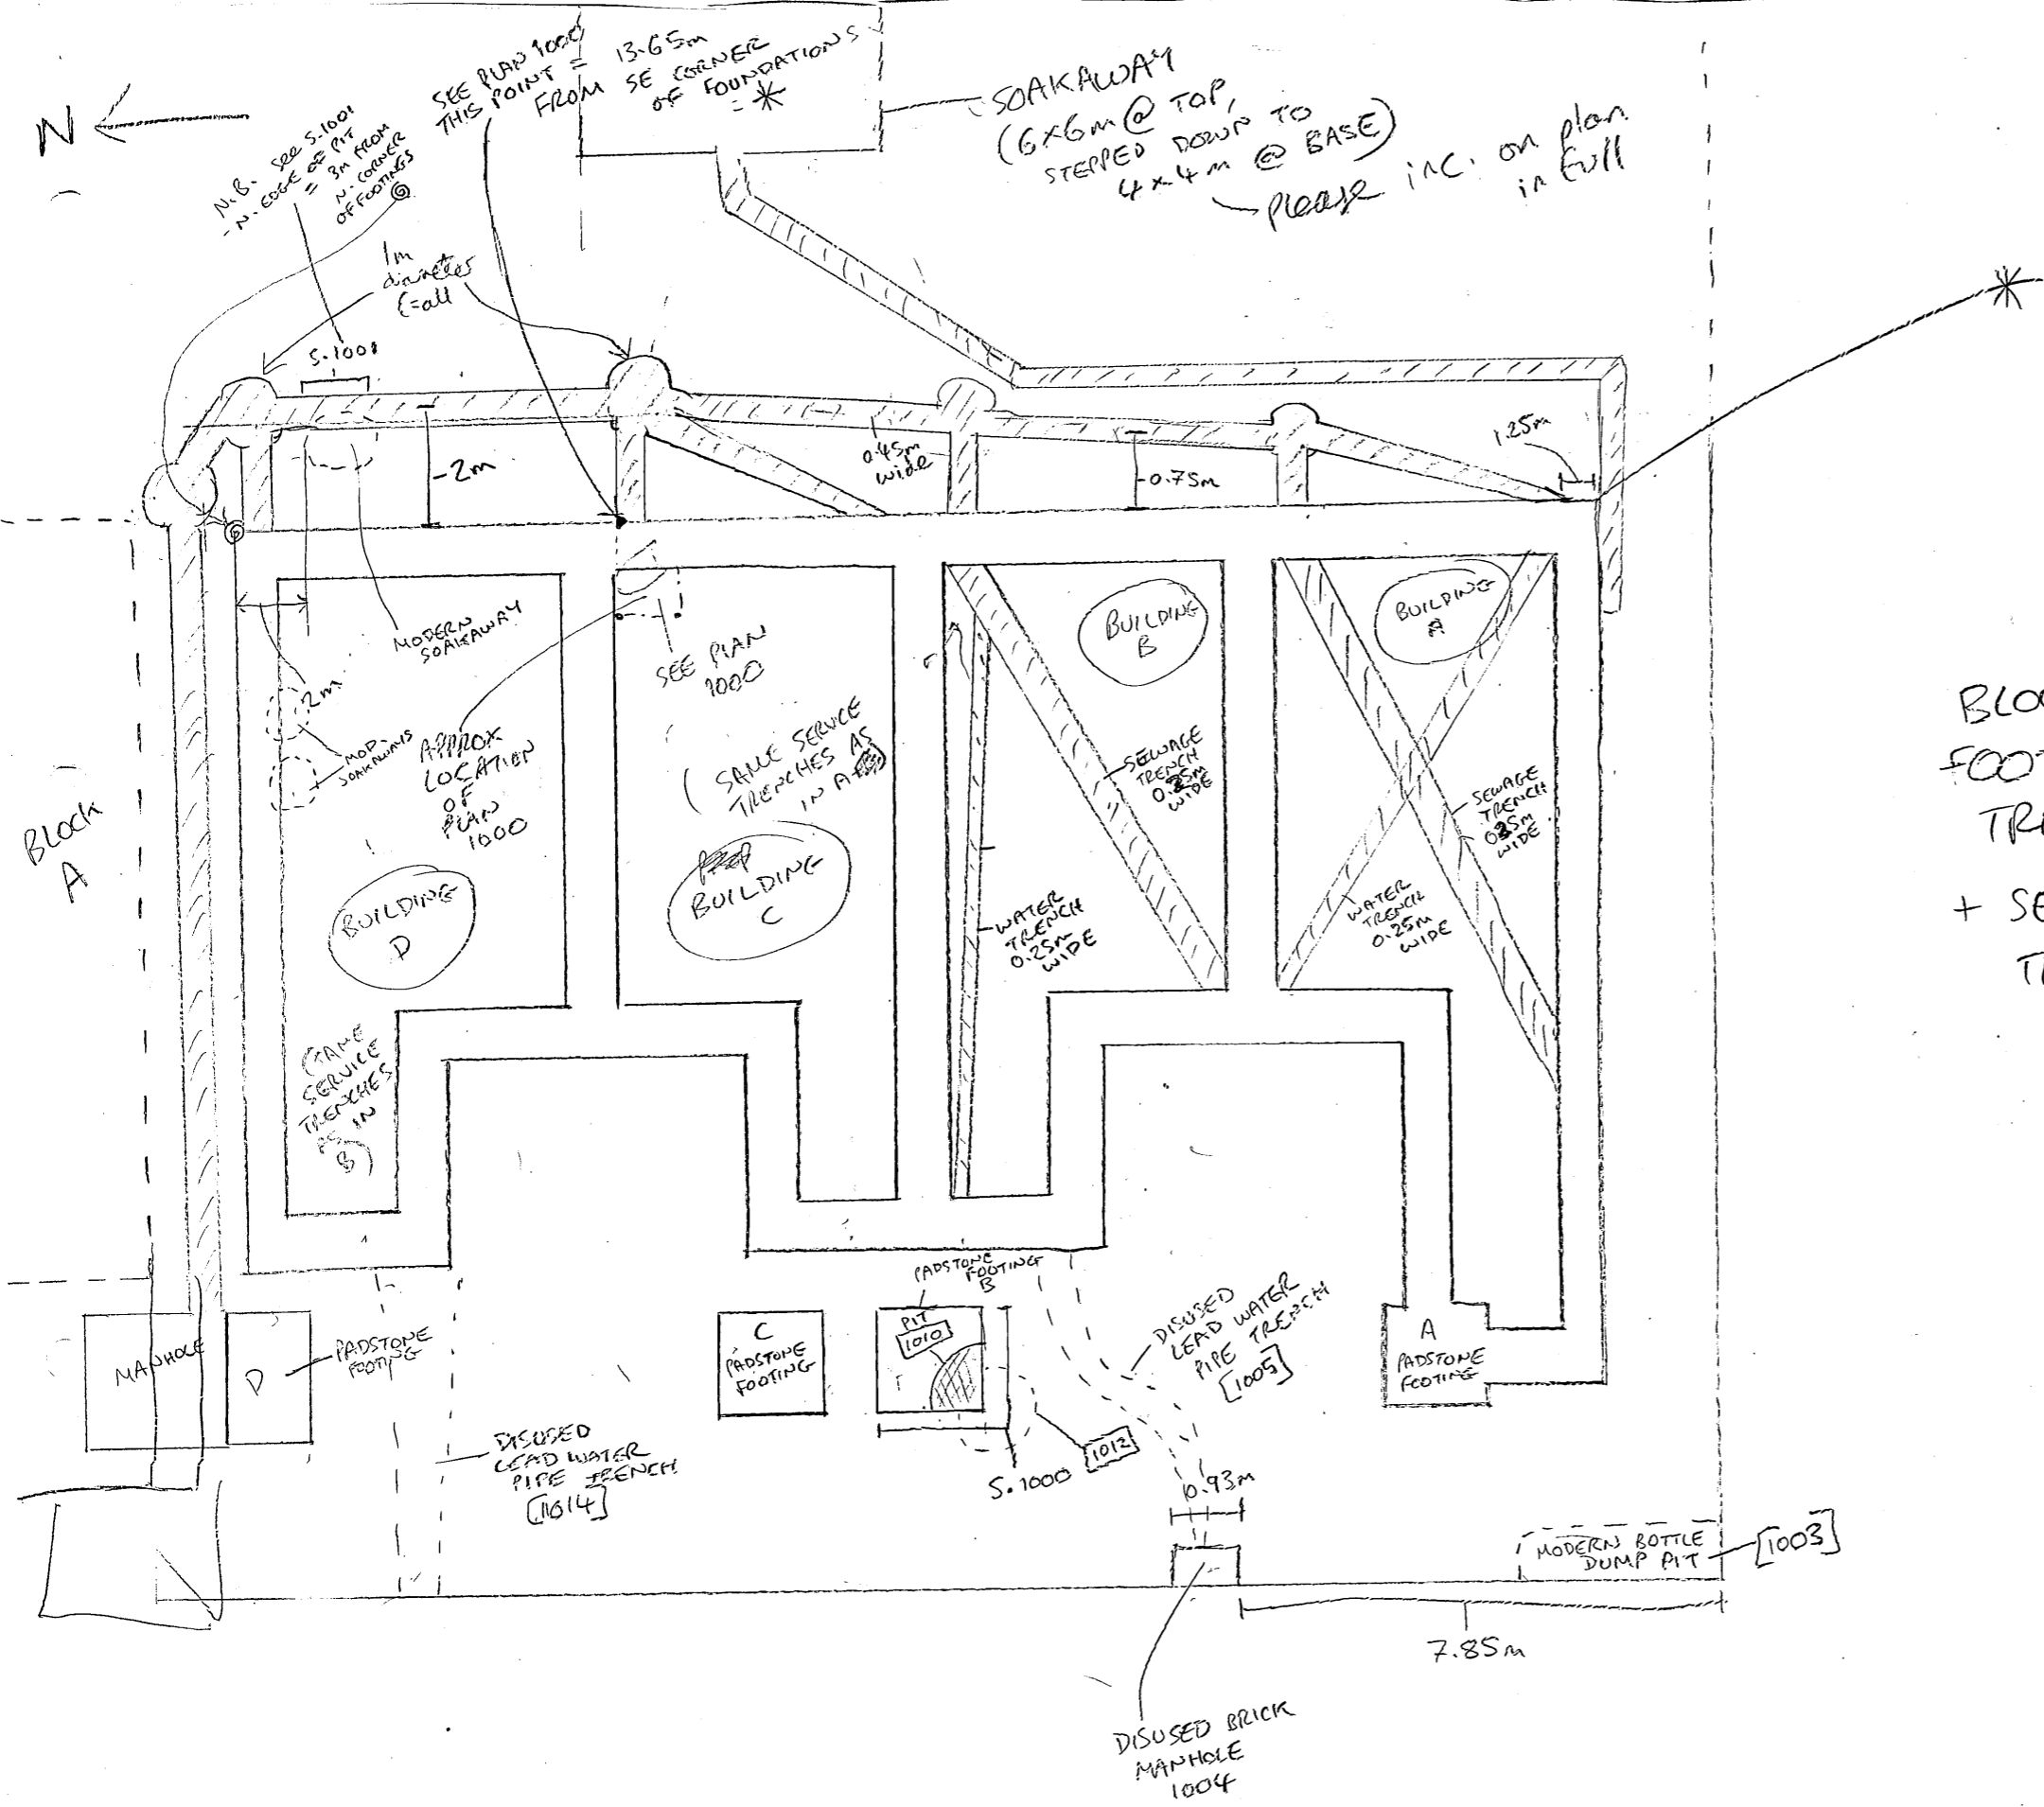 N
SEE PLAN 1000
THIS POINT = 13.65m
FROM SE CORNER
OF FOUNDATIONS
= *
N.B. SEE S.1001
- N. EDGE OF PIT
= 3m FROM
N. CORNER
OF FOOTINGS
SOAKAWAY
(6x6m @ TOP,
STEPPED DOWN TO
4x4m @ BASE)
please inc. on plan
in full
1m
diameter
all
S.1001
*
-2m
0.45m
WIDE
-0.75m
1.25m
MODERN
SOAKAWAY
SEE PLAN
1000
BUILDING
B
BUILDING
A
2m
MOD.
SOAKAWAYS
APPROX
LOCATION
OF
PLAN
1000
(SAME SERVICE
TRENCHES AS
IN A
SEWAGE
TRENCH
WIDE
SEWAGE
TRENCH
WIDE
BLO
FOO
TR
+ SE
T
BLOCK
A
BUILDING
D
BUILDING
C
WATER
TRENCH
0.25m
WIDE
WATER
TRENCH
0.25m
WIDE
(SAME
SERVICE
TRENCHES
AS IN
B)
PADSTONE
FOOTING
B
MANHOLE
D
PADSTONE
FOOTING
C
PADSTONE
FOOTING
PIT
1010
DISUSED
LEAD WATER
PIPE TRENCH
[1005]
A
PADSTONE
FOOTING
DISUSED
LEAD WATER
PIPE TRENCH
[1014]
S.1000
1012
0.93m
MODERN BOTTLE
DUMP PIT
[1003]
7.85m
DISUSED BRICK
MANHOLE
1004